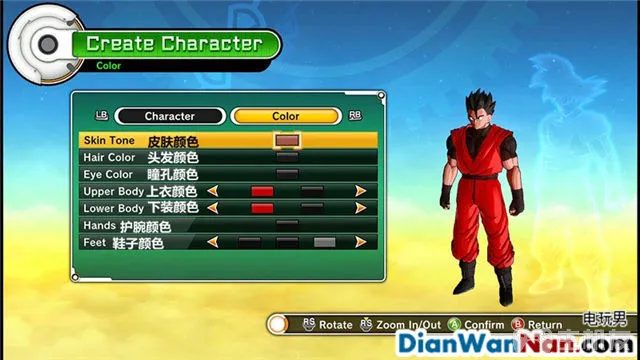 Create Character
Color
LB Character Color RB
Skin Tone 皮肤颜色
Hair Color 头发颜色
Eye Color 瞳孔颜色
Upper Body 上衣颜色
Lower Body 下装颜色
Hands 护腕颜色
Feet 鞋子颜色
RS Rotate RS Zoom In/Out A Confirm B Return
电玩男
DianWanNan.com